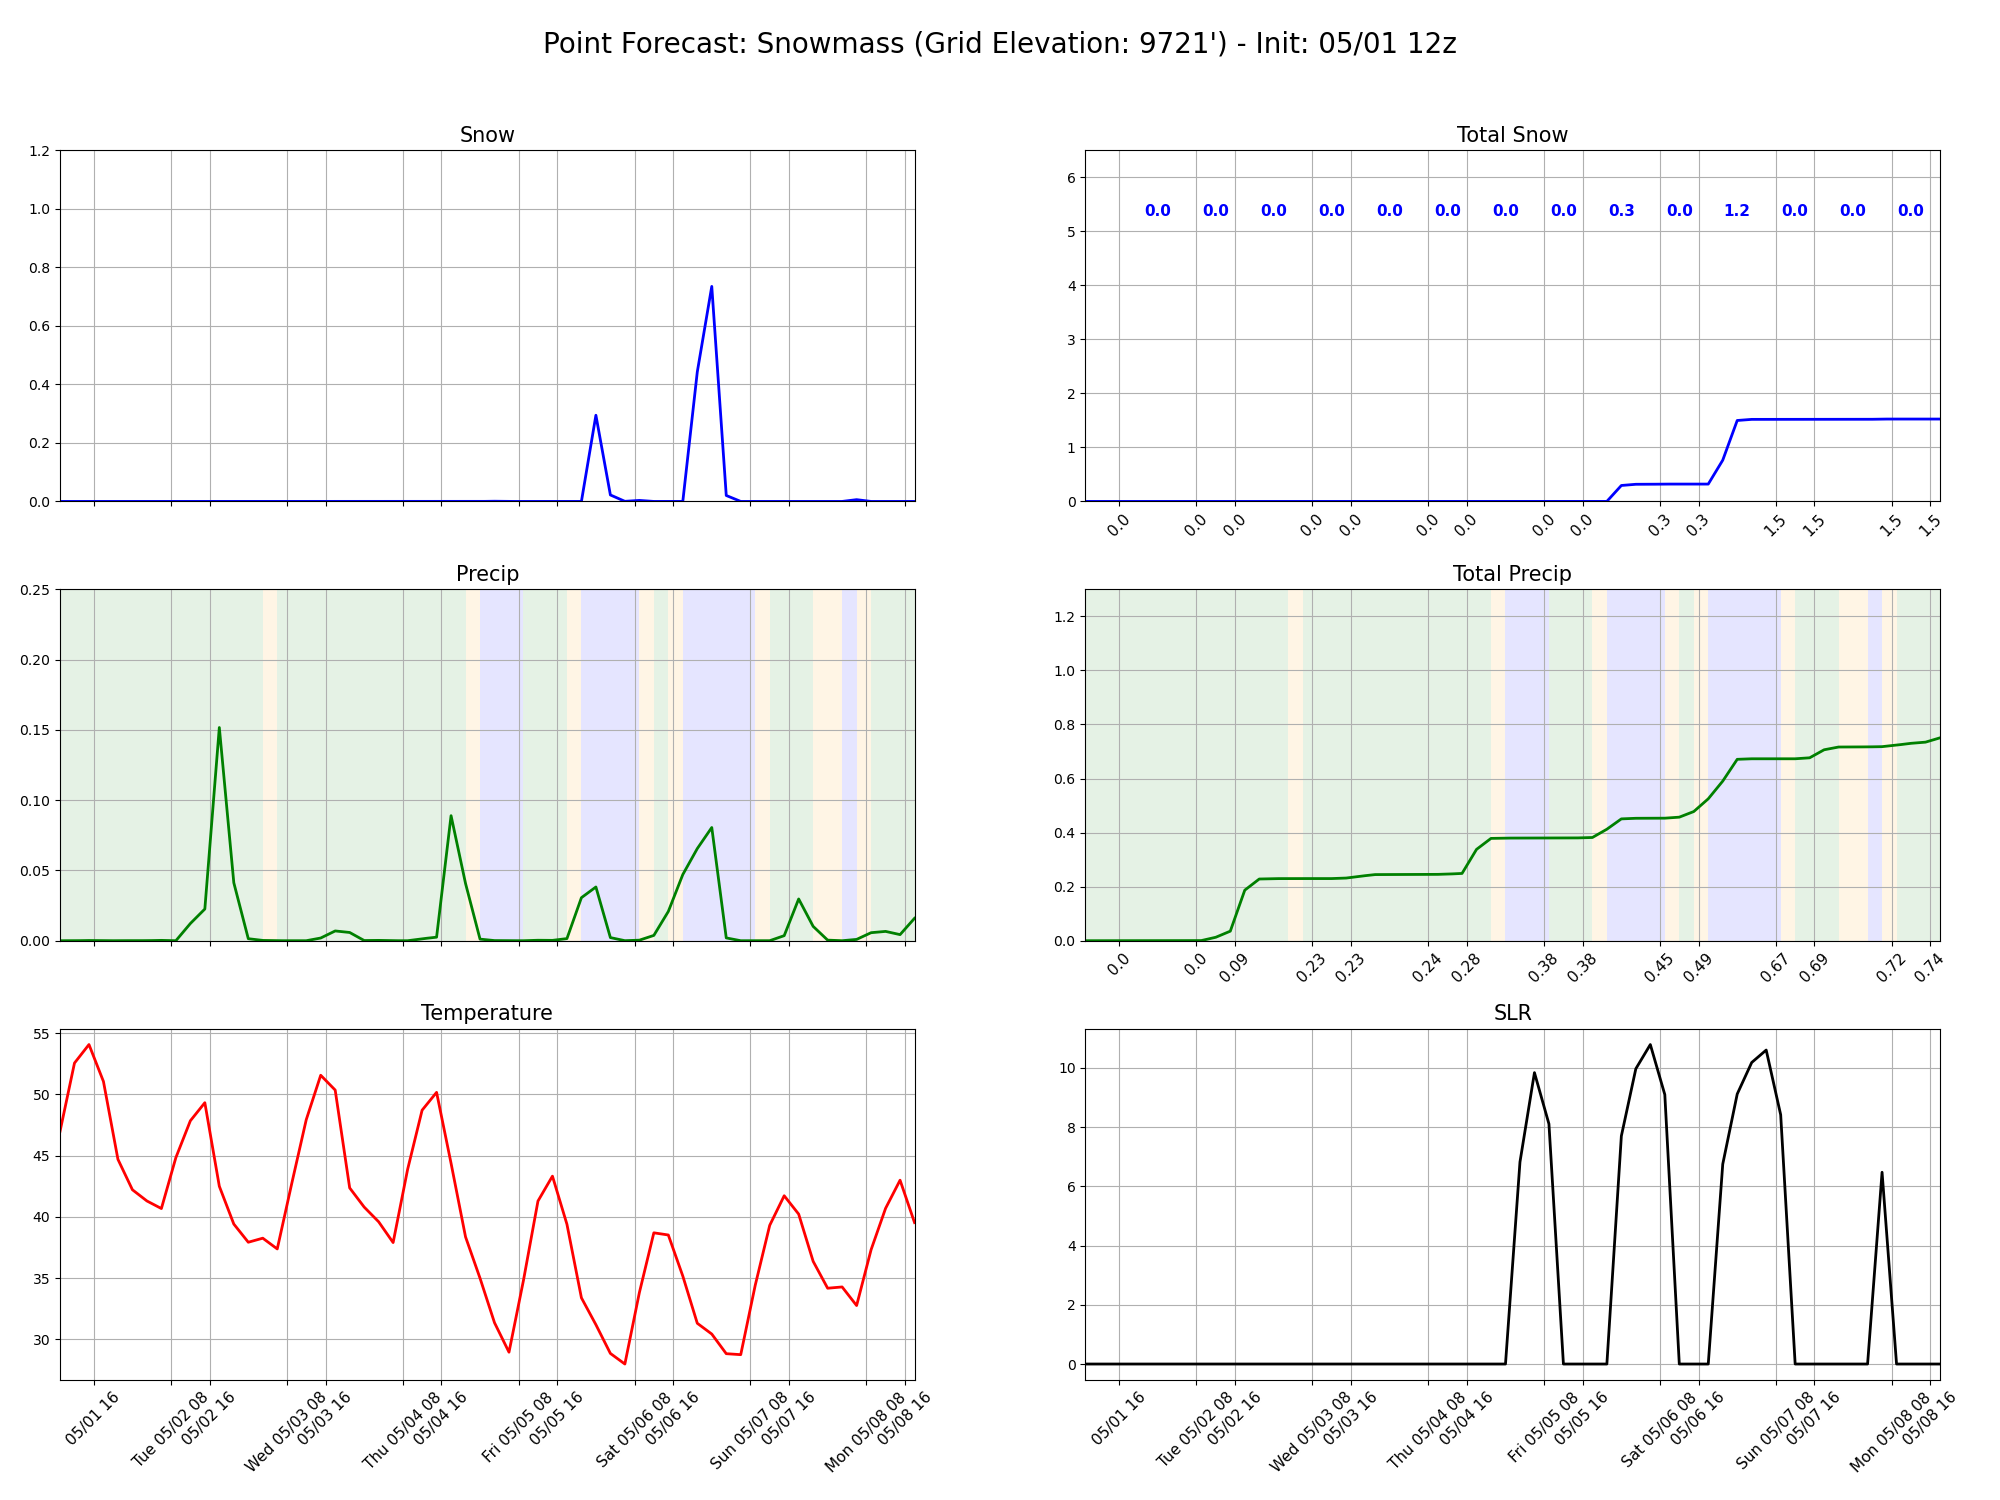 Point Forecast: Snowmass (Grid Elevation: 9721') - Init: 05/01 12z
Snow
1.2
1.0
0.8
0.6
0.4
0.2
0.0
Total Snow
6
5
4
3
2
1
0
0.0 0.0 0.0 0.0 0.0 0.0 0.0 0.0 0.3 0.0 1.2 0.0 0.0 0.0
0.0 0.0 0.0 0.0 0.0 0.0 0.0 0.0 0.0 0.3 0.3 1.5 1.5 1.5 1.5
Precip
0.25
0.20
0.15
0.10
0.05
0.00
Total Precip
1.2
1.0
0.8
0.6
0.4
0.2
0.0
0.0 0.0 0.09 0.23 0.23 0.24 0.28 0.38 0.38 0.45 0.49 0.67 0.69 0.72 0.74
Temperature
55
50
45
40
35
30
05/01 16
Tue 05/02 08
05/02 16
Wed 05/03 08
05/03 16
Thu 05/04 08
05/04 16
Fri 05/05 08
05/05 16
Sat 05/06 08
05/06 16
Sun 05/07 08
05/07 16
Mon 05/08 08
05/08 16
SLR
10
8
6
4
2
0
05/01 16
Tue 05/02 08
05/02 16
Wed 05/03 08
05/03 16
Thu 05/04 08
05/04 16
Fri 05/05 08
05/05 16
Sat 05/06 08
05/06 16
Sun 05/07 08
05/07 16
Mon 05/08 08
05/08 16